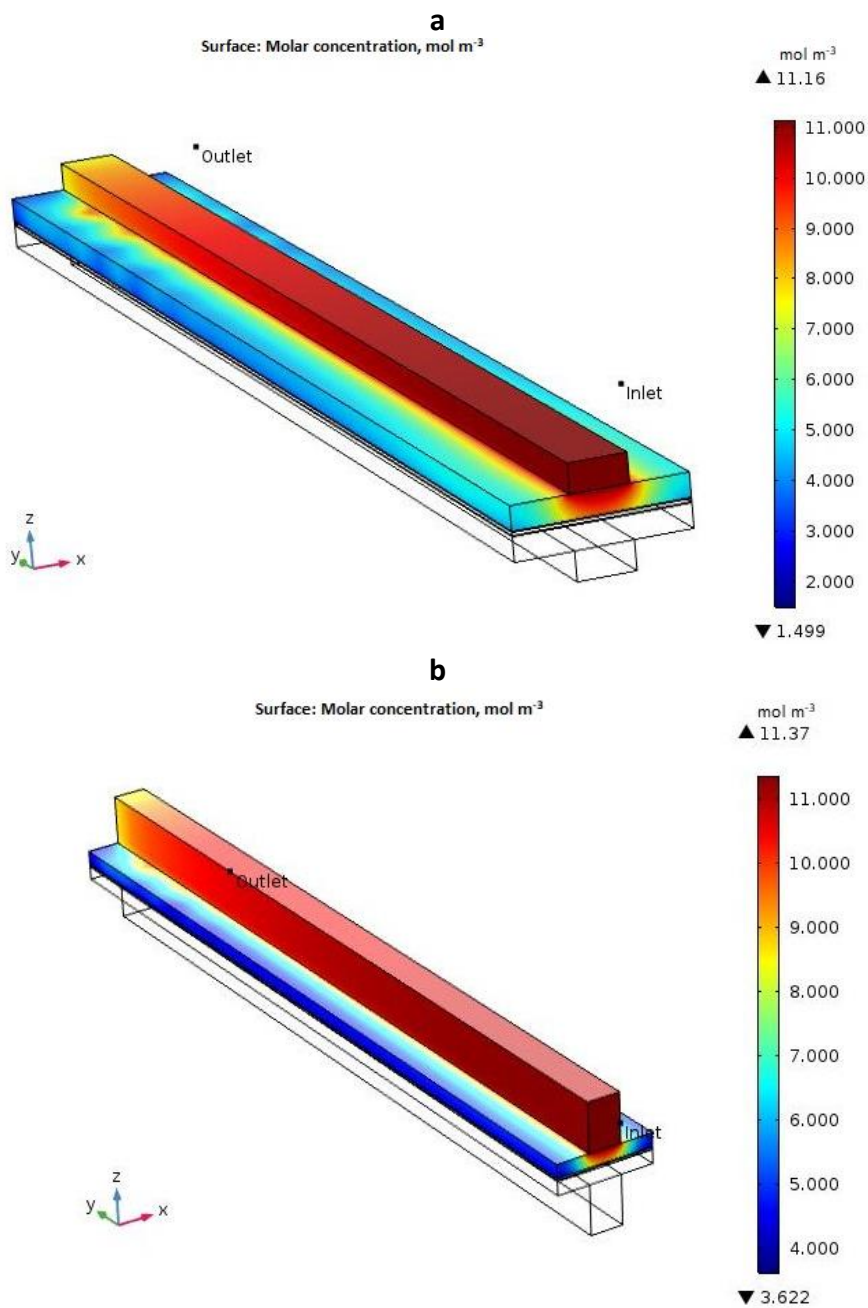 a
Surface: Molar concentration, mol m⁻³
mol m⁻³
▲ 11.16
Outlet
11.000
10.000
9.000
8.000
7.000
Inlet
6.000
5.000
4.000
3.000
2.000
z
y x
▼ 1.499
b
Surface: Molar concentration, mol m⁻³
mol m⁻³
▲ 11.37
11.000
Outlet
10.000
9.000
8.000
7.000
Inlet
6.000
5.000
4.000
z
y x
▼ 3.622